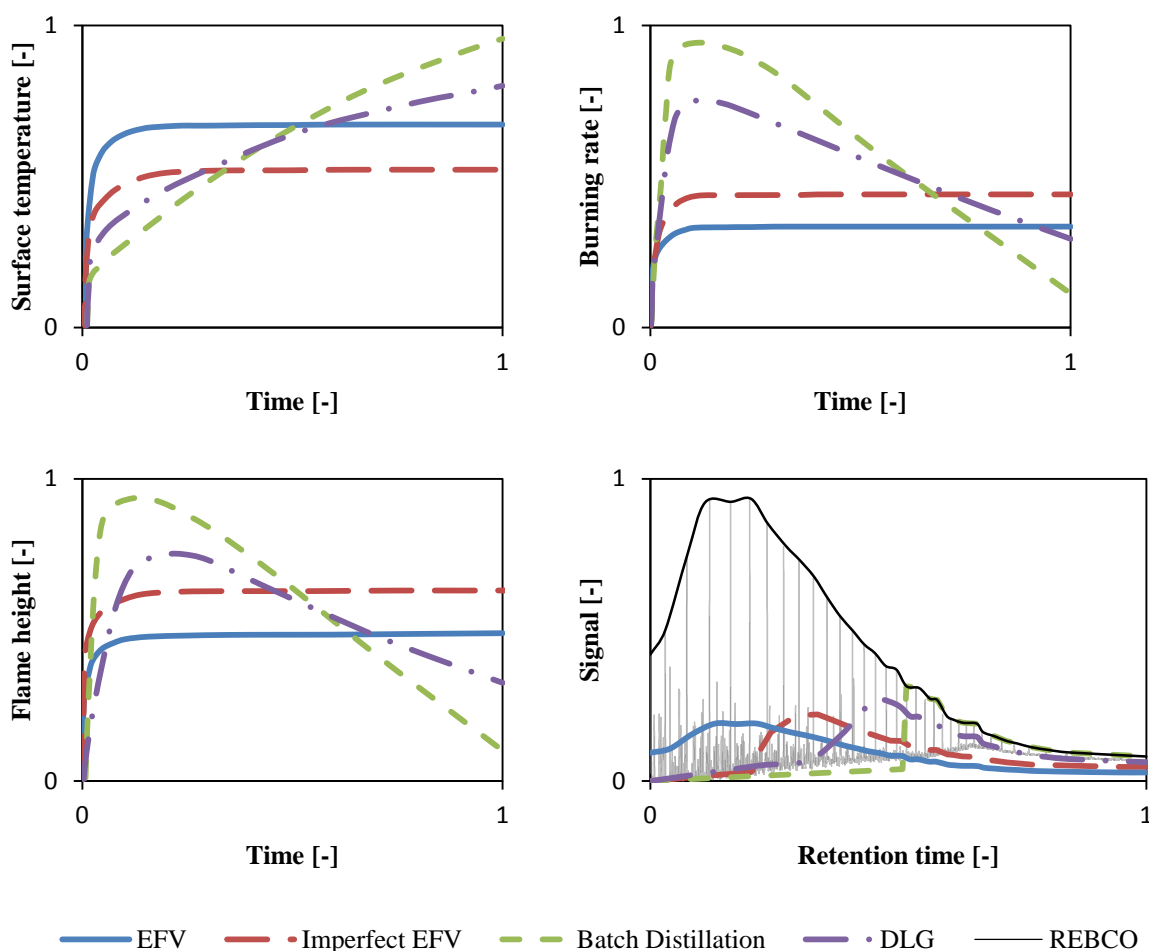 1
Surface temperature [-]
0
0
1
Time [-]
1
Burning rate [-]
0
0
1
Time [-]
1
Flame height [-]
0
0
1
Time [-]
1
Signal [-]
0
0
1
Retention time [-]
EFV
Imperfect EFV
Batch Distillation
DLG
REBCO